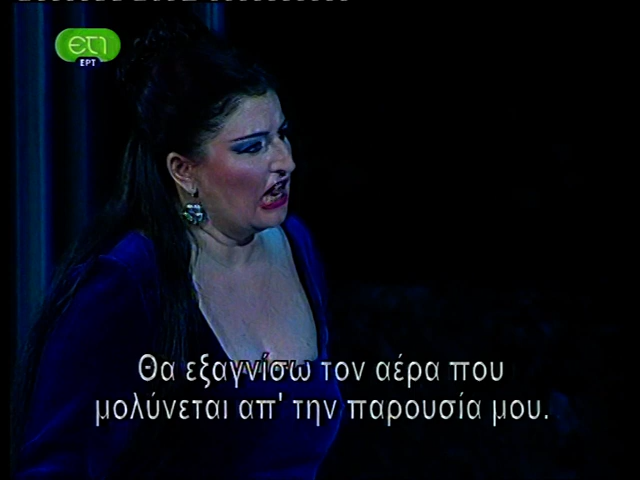 ετ1
ΕΡΤ
Θα εξαγνίσω τον αέρα που
μολύνεται απ' την παρουσία μου.